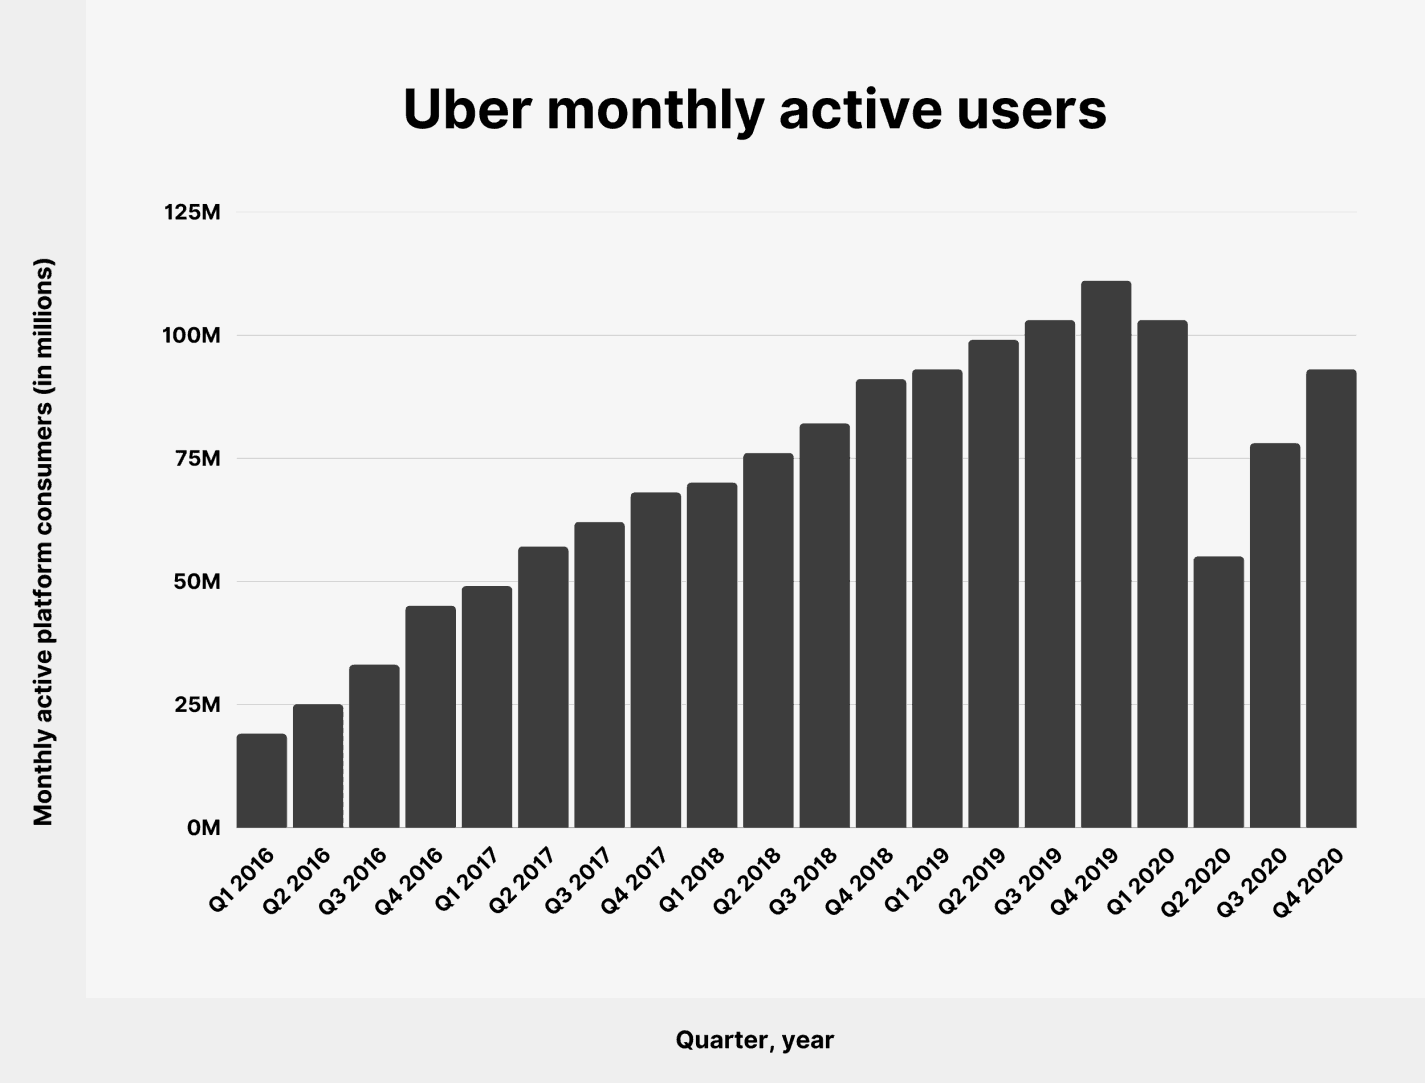 Uber monthly active users
Monthly active platform consumers (in millions)
125M
100M
75M
50M
25M
0M
Q1 2016
Q2 2016
Q3 2016
Q4 2016
Q1 2017
Q2 2017
Q3 2017
Q4 2017
Q1 2018
Q2 2018
Q3 2018
Q4 2018
Q1 2019
Q2 2019
Q3 2019
Q4 2019
Q1 2020
Q2 2020
Q3 2020
Q4 2020
Quarter, year